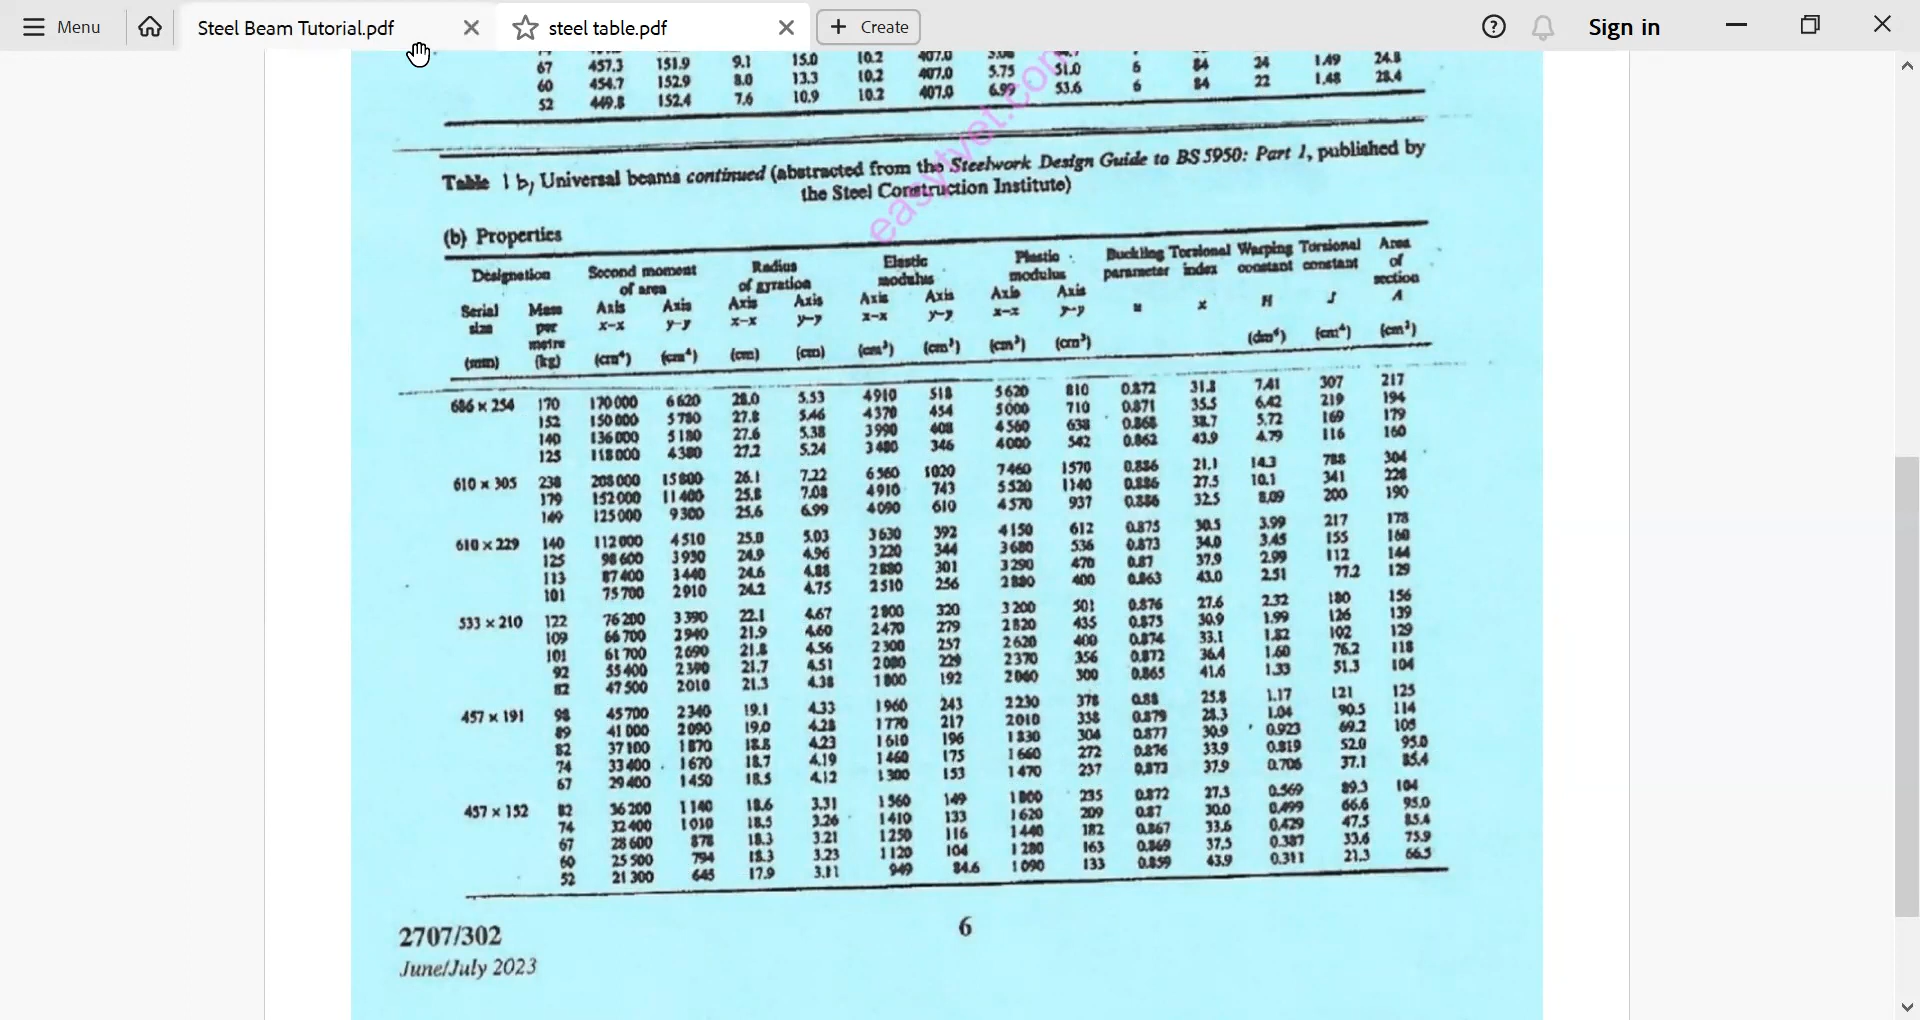 Menu Steel Beam Tutorial.pdf steel table.pdf + Create Sign in
67 457.3 151.9 9.1 15.0 10.2 407.0 84 24 1.49 24.8
60 454.7 152.9 8.0 13.3 10.2 407.0 5.75 51.0 6 84 22 1.48 28.4
52 449.8 152.4 7.6 10.9 10.2 407.0 6.99 53.6 6
easytvet.com
Table 1 b, Universal beams continued (abstracted from the Steelwork Design Guide to BS 5950: Part 1, published by
the Steel Construction Institute)
(b) Properties
Designation Second moment Radius Elastic Plastic Buckling Torsional Warping Torsional Area
of area of gyration modulus modulus parameter index constant constant of
section
Serial Mass Axis Axis Axis Axis Axis Axis Axis Axis u x H J A
size per x-x y-y x-x y-y x-x y-y x-x y-y
metre
(mm) (kg) (cm⁴) (cm⁴) (cm) (cm) (cm³) (cm³) (cm³) (cm³) (dm⁶) (cm⁴) (cm²)
686 x 254 170 170000 6620 28.0 5.53 4910 518 5620 810 0.872 31.8 7.41 307 217
152 150000 5780 27.8 5.46 4370 454 5000 710 0.871 35.5 6.42 219 194
140 136000 5180 27.6 5.38 3990 408 4560 638 0.868 38.7 5.72 169 179
125 118000 4380 27.2 5.24 3480 346 4000 542 0.862 43.9 4.79 116 160
610 x 305 238 208000 15800 26.1 7.22 6560 1020 7460 1570 0.886 21.1 14.3 788 304
179 152000 11400 25.8 7.08 4910 743 5520 1140 0.886 27.5 10.1 341 228
149 125000 9300 25.6 6.99 4090 610 4570 937 0.886 32.5 8.09 200 190
610 x 229 140 112000 4510 25.0 5.03 3630 392 4150 612 0.875 30.5 3.99 217 178
125 98600 3930 24.9 4.96 3220 344 3680 536 0.873 34.0 3.45 155 160
113 87400 3440 24.6 4.88 2880 301 3290 470 0.87 37.9 2.99 112 144
101 75700 2910 24.2 4.75 2510 256 2880 400 0.863 43.0 2.51 77.2 129
533 x 210 122 76200 3390 22.1 4.67 2800 320 3200 501 0.876 27.6 2.32 180 156
109 66700 2940 21.9 4.60 2470 279 2820 435 0.875 30.9 1.99 126 139
101 61700 2690 21.8 4.56 2300 257 2620 400 0.874 33.1 1.82 102 129
92 55400 2390 21.7 4.51 2080 229 2370 356 0.872 36.4 1.60 76.2 118
82 47500 2010 21.3 4.38 1800 192 2060 300 0.865 41.6 1.33 51.3 104
457 x 191 98 45700 2340 19.1 4.33 1960 243 2230 378 0.88 25.8 1.17 121 125
89 41000 2090 19.0 4.28 1770 217 2010 338 0.879 28.3 1.04 90.5 114
82 37100 1870 18.8 4.23 1610 196 1830 304 0.877 30.9 0.923 69.2 105
74 33400 1670 18.7 4.19 1460 175 1660 272 0.876 33.9 0.819 52.0 95.0
67 29400 1450 18.5 4.12 1300 153 1470 237 0.873 37.9 0.706 37.1 85.4
457 x 152 82 36200 1140 18.6 3.31 1560 149 1800 235 0.872 27.3 0.569 89.3 104
74 32400 1010 18.5 3.26 1410 133 1620 209 0.87 30.0 0.499 66.6 95.0
67 28600 878 18.3 3.21 1250 116 1440 182 0.867 33.6 0.429 47.5 85.4
60 25500 794 18.3 3.23 1120 104 1280 163 0.869 37.5 0.387 33.6 75.9
52 21300 645 17.9 3.11 949 84.6 1090 133 0.859 43.9 0.311 21.3 66.5
2707/302 6
June/July 2023